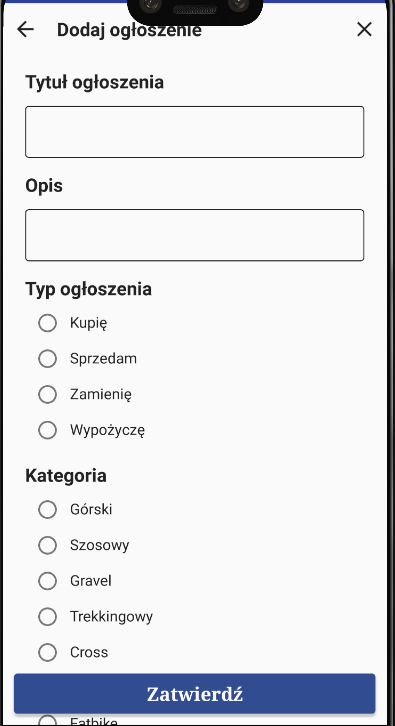 Dodaj ogłoszenie
Tytuł ogłoszenia
Opis
Typ ogłoszenia
Kupię
Sprzedam
Zamienię
Wypożyczę
Kategoria
Górski
Szosowy
Gravel
Trekkingowy
Cross
Zatwierdź
Fatbike